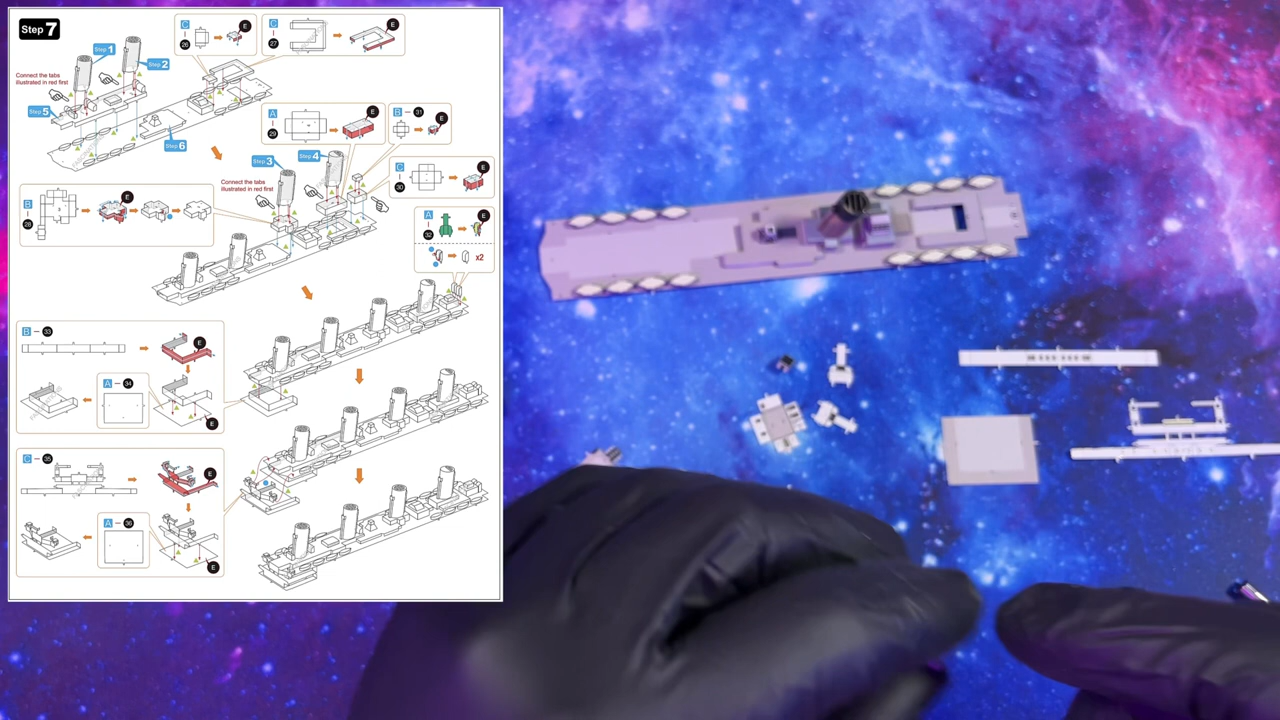 Step 7
C
26
E
C
27
E
Step 1
Step 2
Connect the tabs
illustrated in red first
Step 5
Step 6
A
29
E
B
31
E
Step 3
Step 4
Connect the tabs
illustrated in red first
C
30
E
B
28
E
A
32
E
x2
B - 33
E
A - 34
E
C - 35
E
A - 36
E